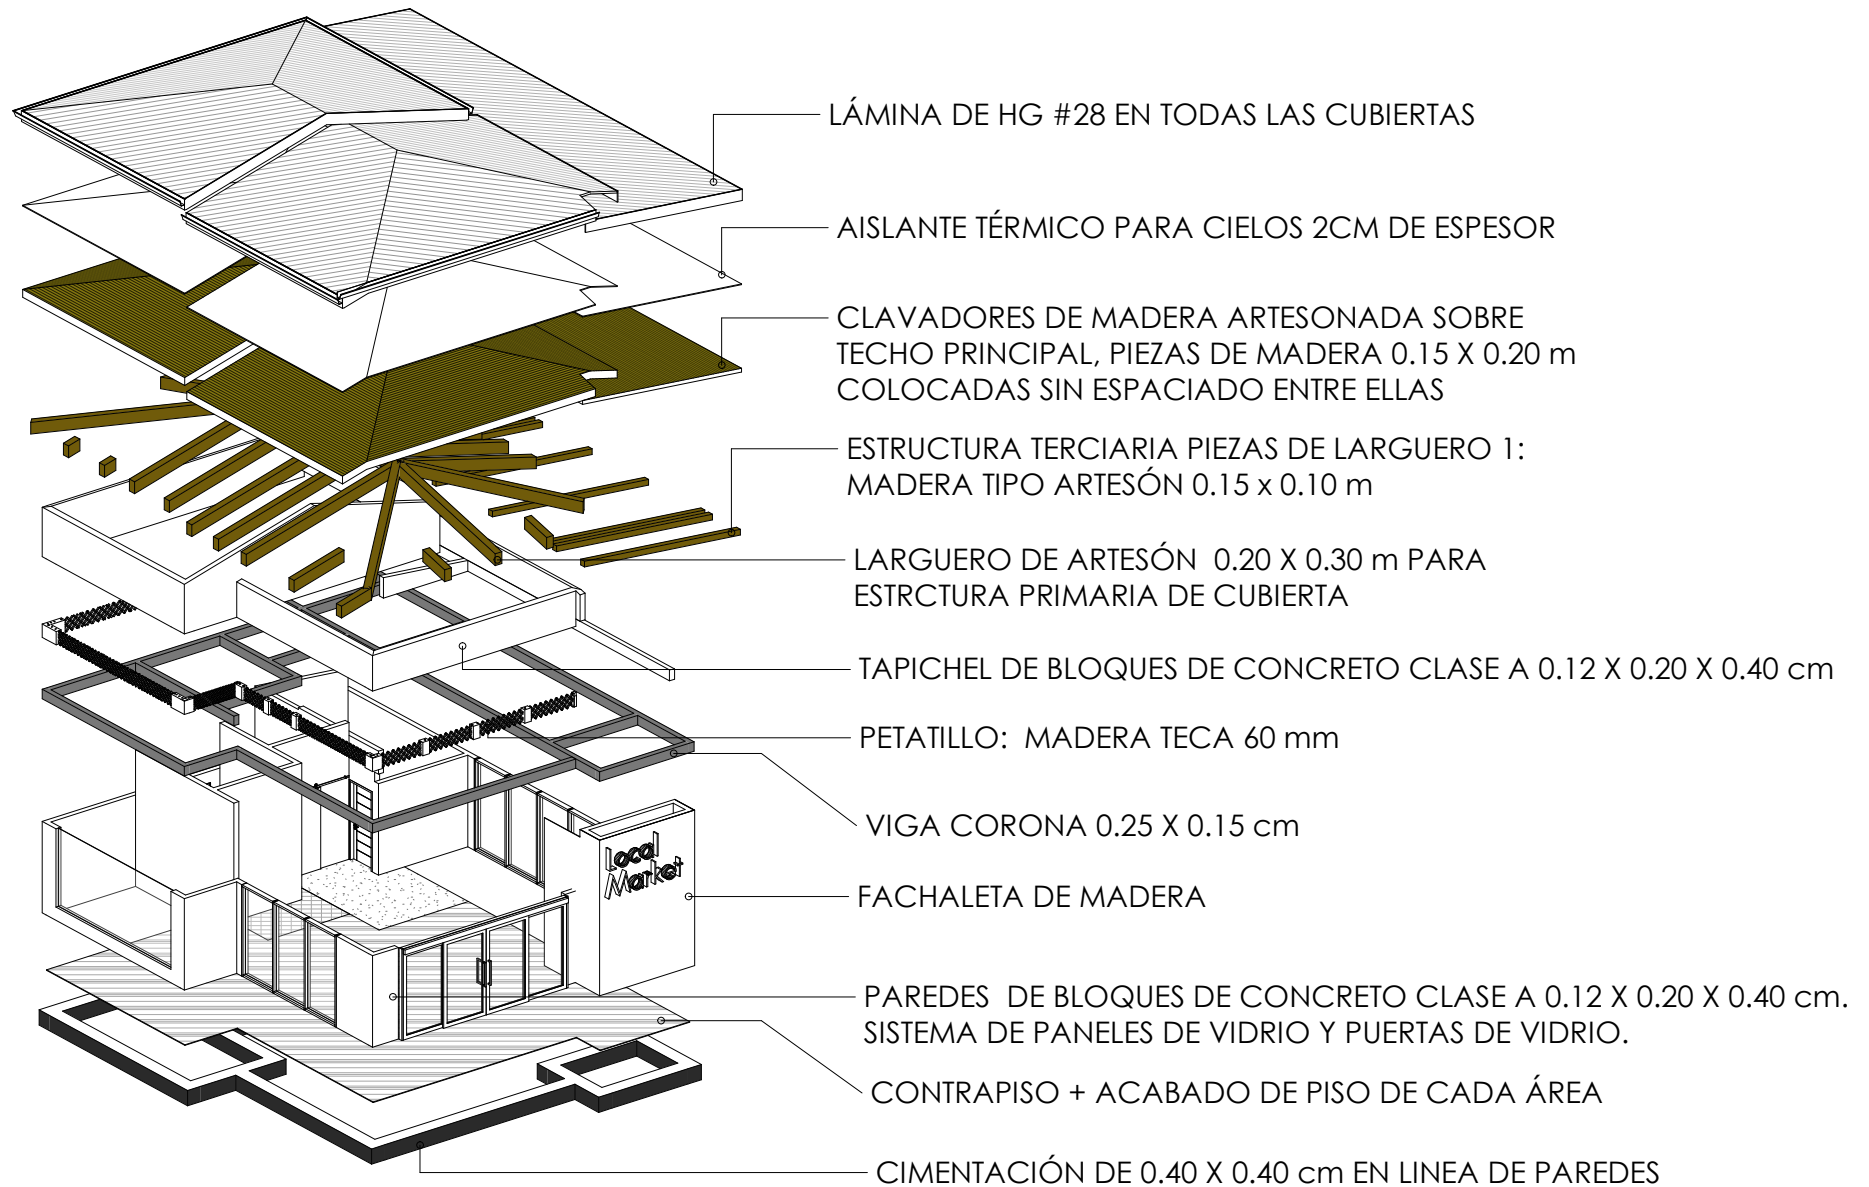 LÁMINA DE HG #28 EN TODAS LAS CUBIERTAS
AISLANTE TÉRMICO PARA CIELOS 2CM DE ESPESOR
CLAVADORES DE MADERA ARTESONADA SOBRE
TECHO PRINCIPAL, PIEZAS DE MADERA 0.15 X 0.20 m
COLOCADAS SIN ESPACIADO ENTRE ELLAS
ESTRUCTURA TERCIARIA PIEZAS DE LARGUERO 1:
MADERA TIPO ARTESÓN 0.15 x 0.10 m
LARGUERO DE ARTESÓN 0.20 X 0.30 m PARA
ESTRCTURA PRIMARIA DE CUBIERTA
TAPICHEL DE BLOQUES DE CONCRETO CLASE A 0.12 X 0.20 X 0.40 cm
PETATILLO: MADERA TECA 60 mm
VIGA CORONA 0.25 X 0.15 cm
Local
Market
FACHALETA DE MADERA
PAREDES DE BLOQUES DE CONCRETO CLASE A 0.12 X 0.20 X 0.40 cm.
SISTEMA DE PANELES DE VIDRIO Y PUERTAS DE VIDRIO.
CONTRAPISO + ACABADO DE PISO DE CADA ÁREA
CIMENTACIÓN DE 0.40 X 0.40 cm EN LINEA DE PAREDES